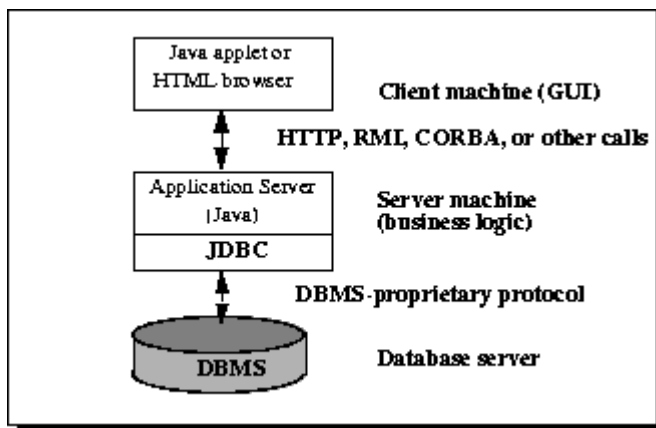 Java applet or
HTML browser
Client machine (GUI)
HTTP, RMI, CORBA, or other calls
Application Server
(Java)
JDBC
Server machine
(business logic)
DBMS-proprietary protocol
DBMS
Database server